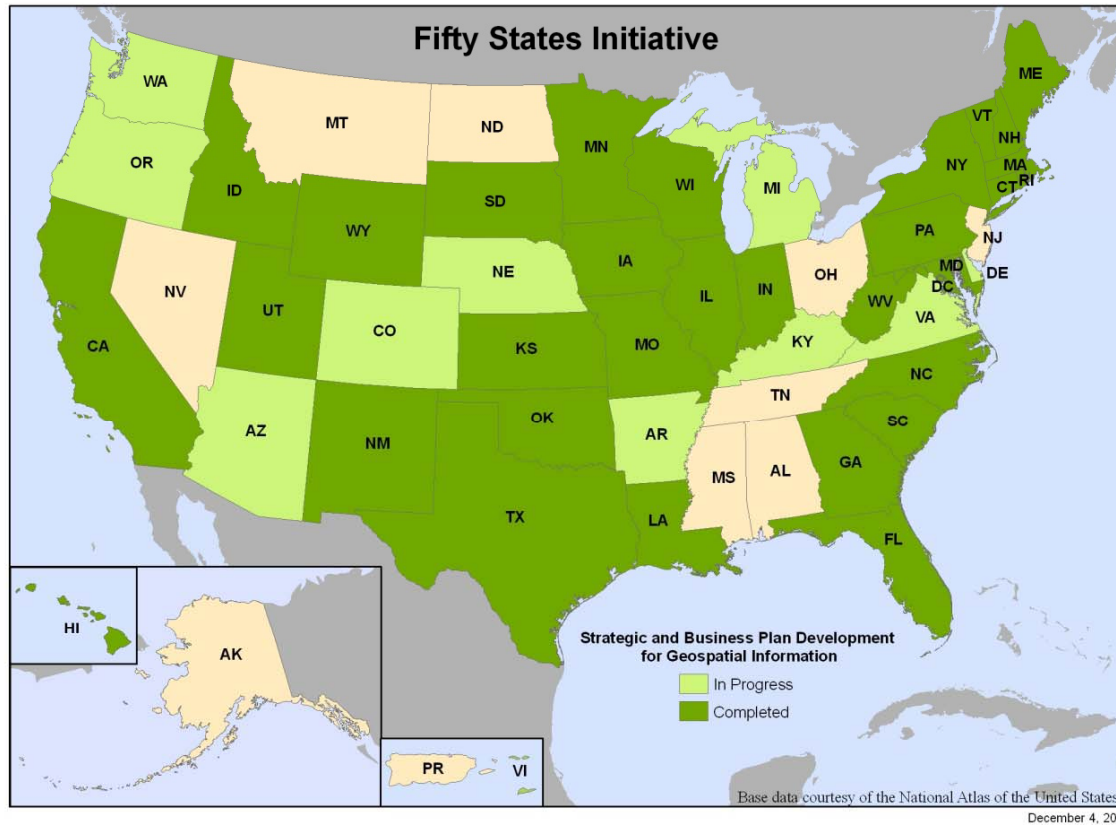 Fifty States Initiative
WA
MT
ND
ME
OR
ID
MN
VT
NH
SD
WI
MI
NY
MA
CT
RI
WY
IA
PA
NJ
NE
NV
UT
IL
IN
OH
MD
DE
DC
CO
WV
VA
CA
KS
MO
KY
NC
AZ
NM
OK
AR
TN
SC
MS
AL
GA
TX
LA
FL
HI
AK
PR
VI
Strategic and Business Plan Development
for Geospatial Information
In Progress
Completed
Base data courtesy of the National Atlas of the United States
December 4, 20